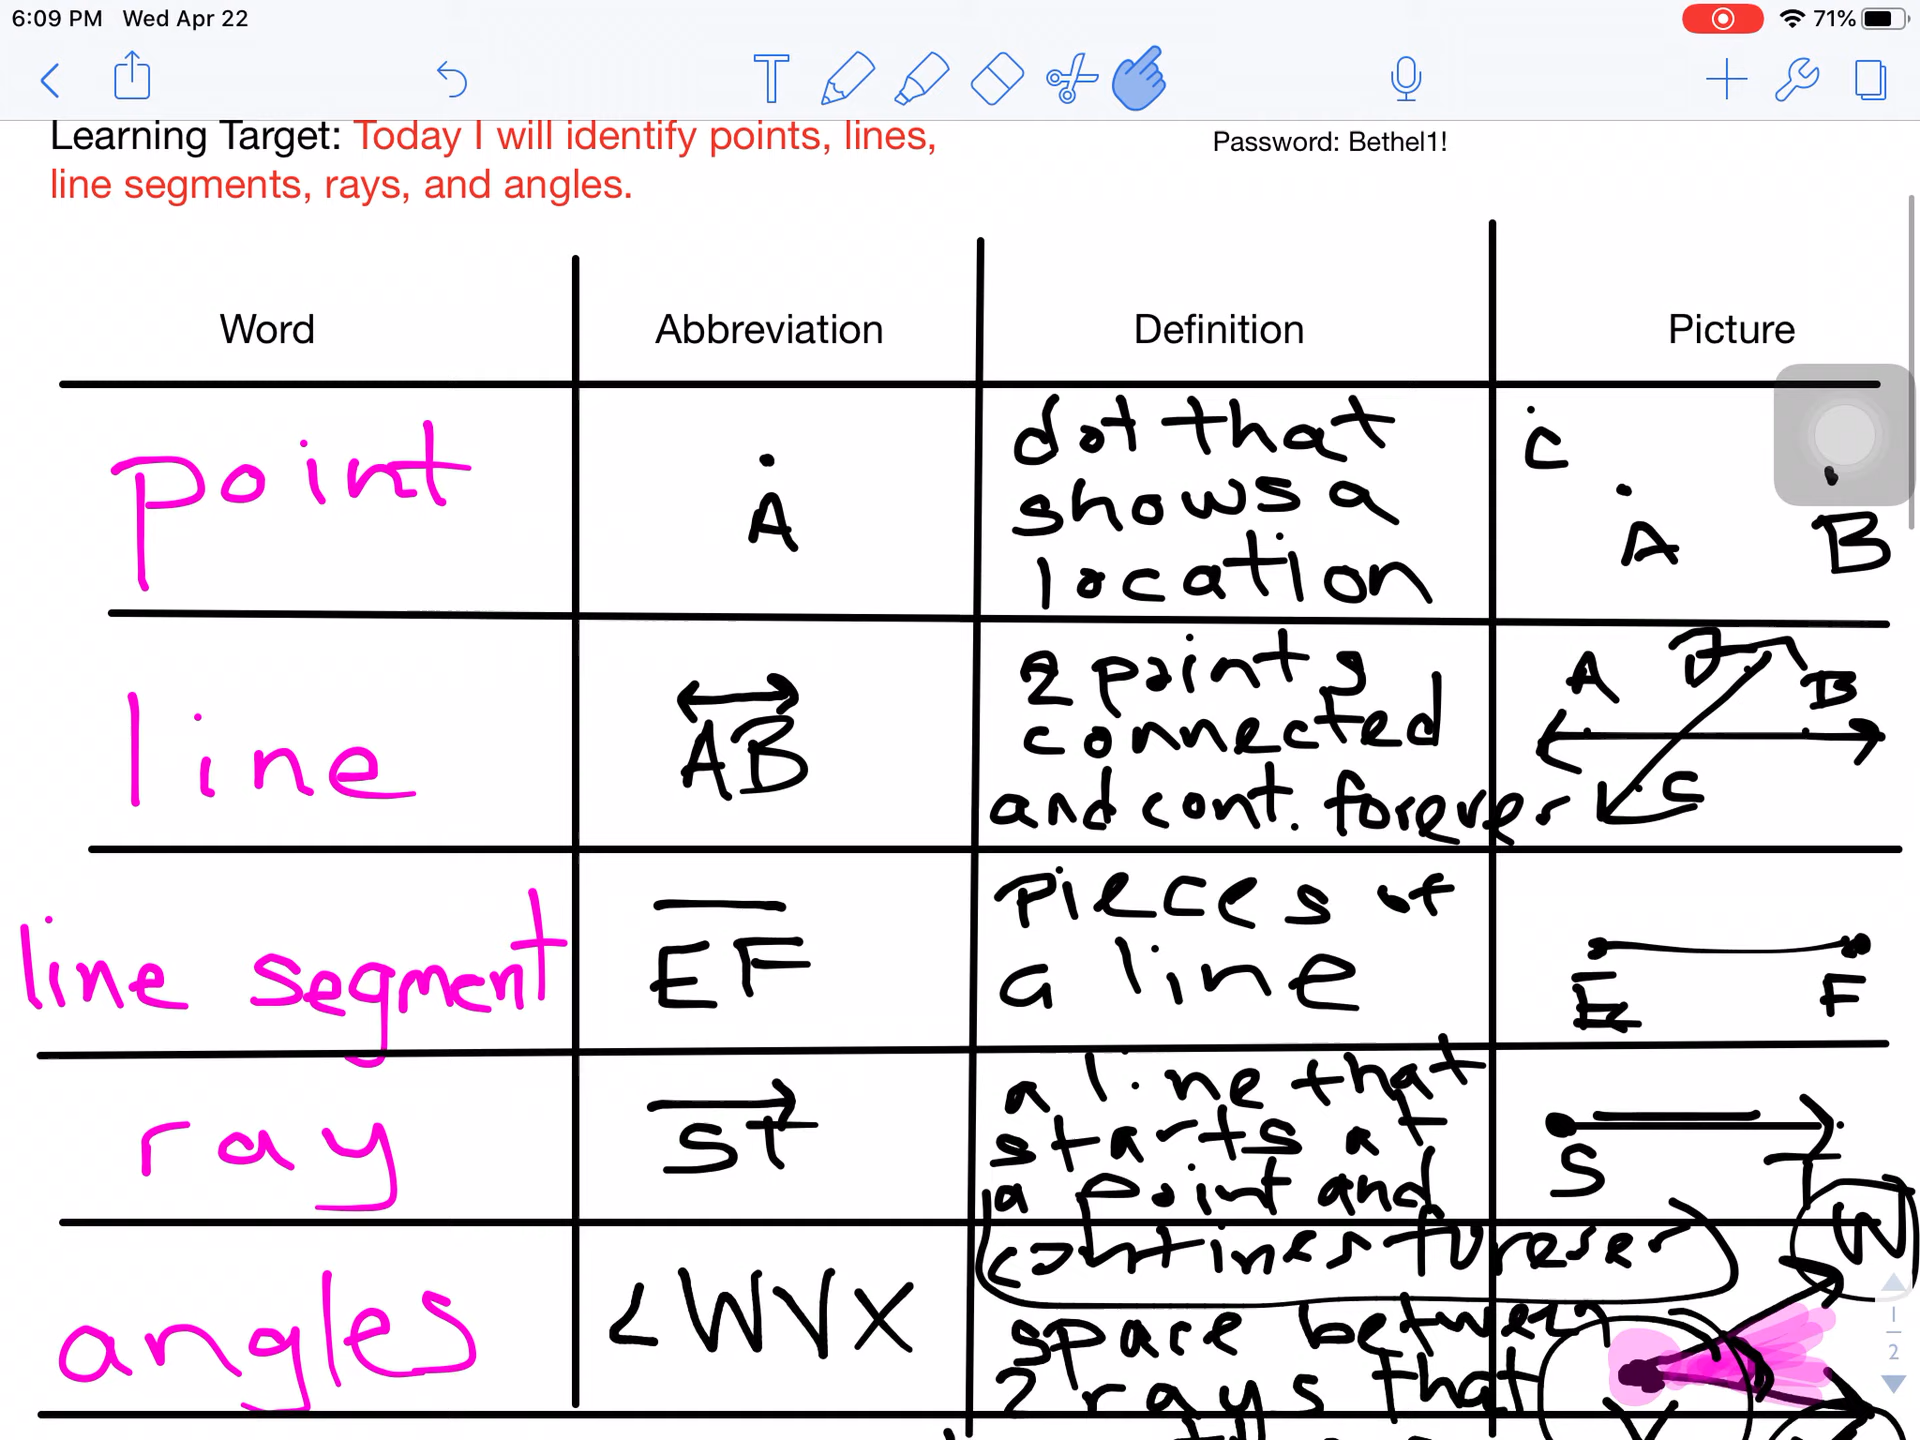 6:09 PM Wed Apr 22
71%
T
Learning Target: Today I will identify points, lines,
line segments, rays, and angles.
Password: Bethel1!
Word Abbreviation Definition Picture
point
A
dot that
shows a
location
C
A B
line
AB
2 points
connected
and cont. forever
A D B
C
line segment
EF
pieces of
a line
E F
ray
ST
a line that
starts at
a point and
contines forever
S T
angles
<WVX
space between
2 rays that
W
V
1
2